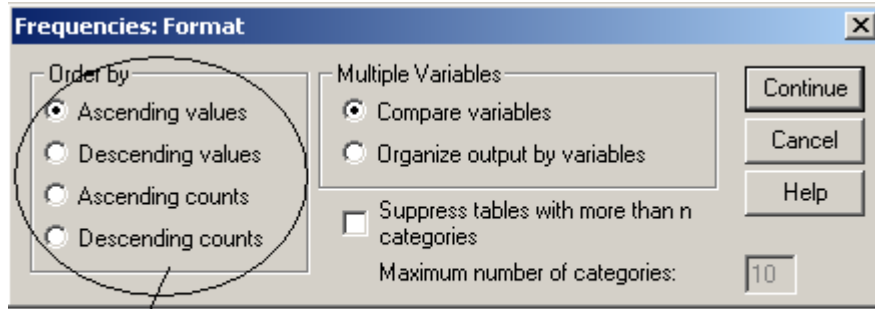 Frequencies: Format
Order by
Ascending values
Descending values
Ascending counts
Descending counts
Multiple Variables
Compare variables
Organize output by variables
Suppress tables with more than n
categories
Maximum number of categories:
10
Continue
Cancel
Help